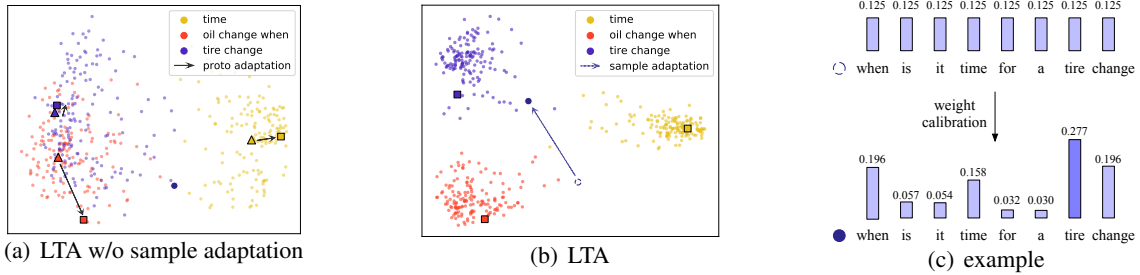 time
oil change when
tire change
proto adaptation
(a) LTA w/o sample adaptation
time
oil change when
tire change
sample adaptation
(b) LTA
0.125 0.125 0.125 0.125 0.125 0.125 0.125 0.125
when is it time for a tire change
weight
calibration
0.196 0.057 0.054 0.158 0.032 0.030 0.277 0.196
when is it time for a tire change
(c) example